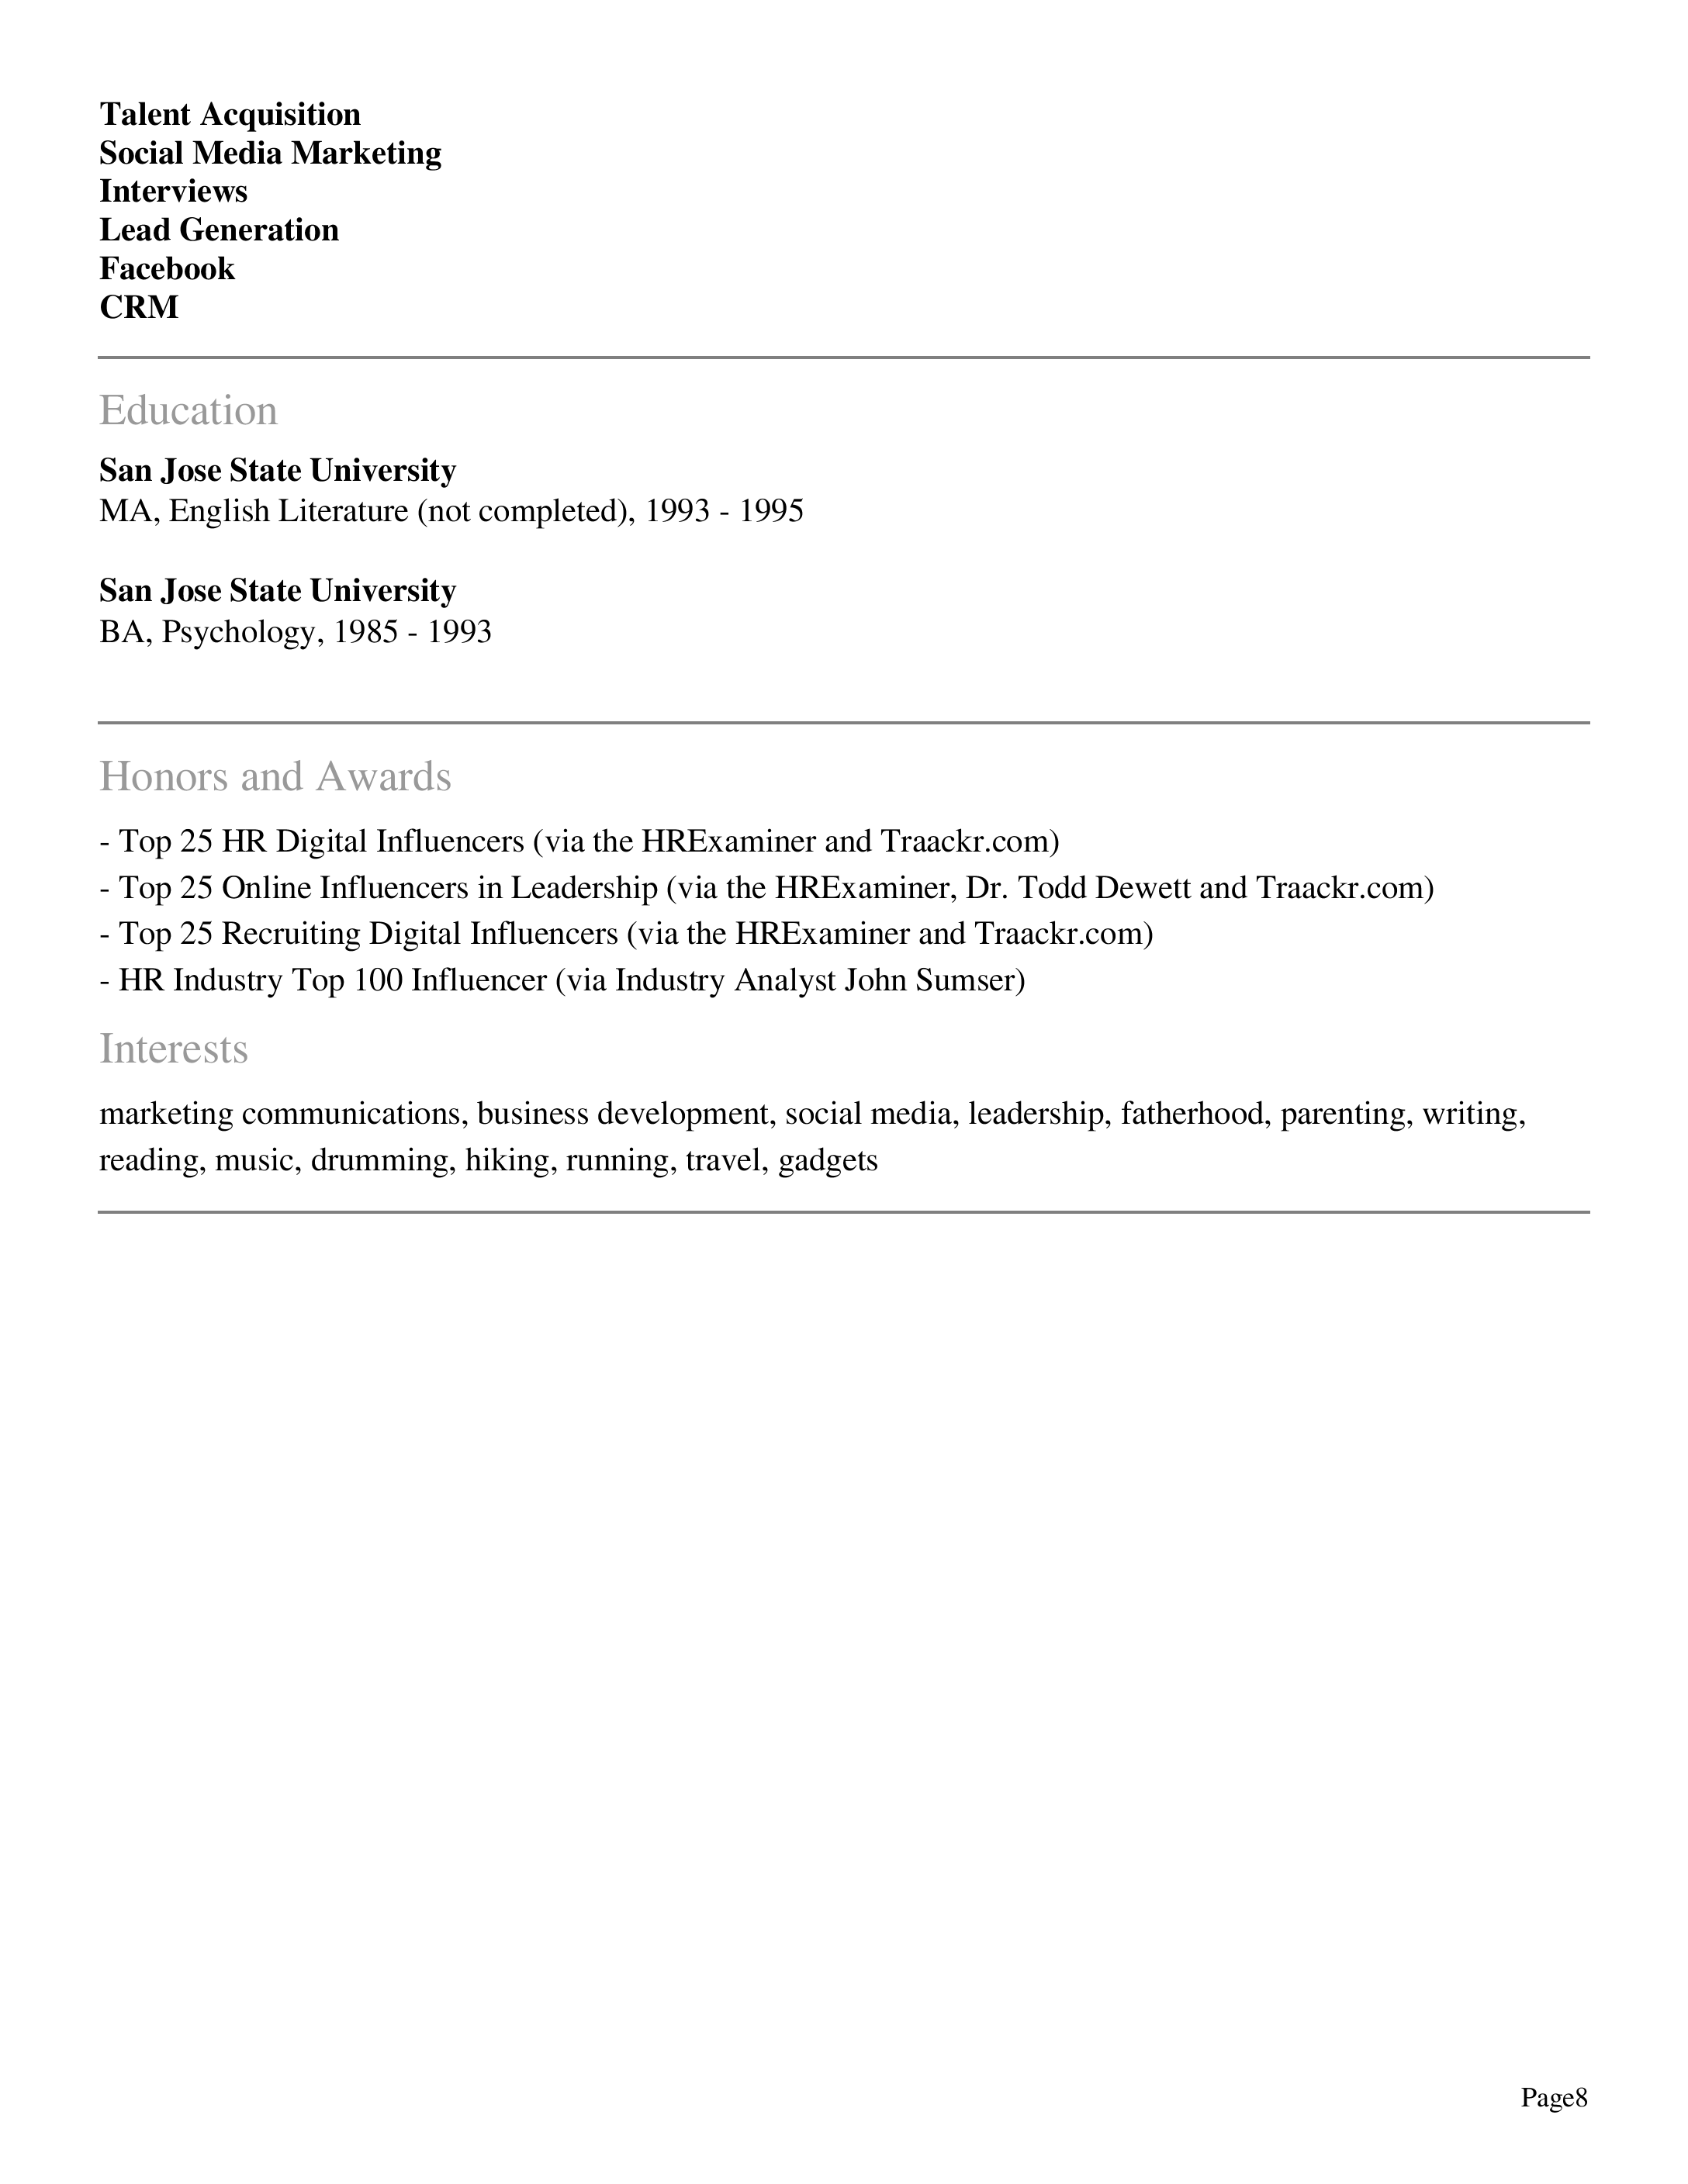 Talent Acquisition
Social Media Marketing
Interviews
Lead Generation
Facebook
CRM
Education
San Jose State University
MA, English Literature (not completed), 1993 - 1995
San Jose State University
BA, Psychology, 1985 - 1993
Honors and Awards
- Top 25 HR Digital Influencers (via the HRExaminer and Traackr.com)
- Top 25 Online Influencers in Leadership (via the HRExaminer, Dr. Todd Dewett and Traackr.com)
- Top 25 Recruiting Digital Influencers (via the HRExaminer and Traackr.com)
- HR Industry Top 100 Influencer (via Industry Analyst John Sumser)
Interests
marketing communications, business development, social media, leadership, fatherhood, parenting, writing,
reading, music, drumming, hiking, running, travel, gadgets
Page8